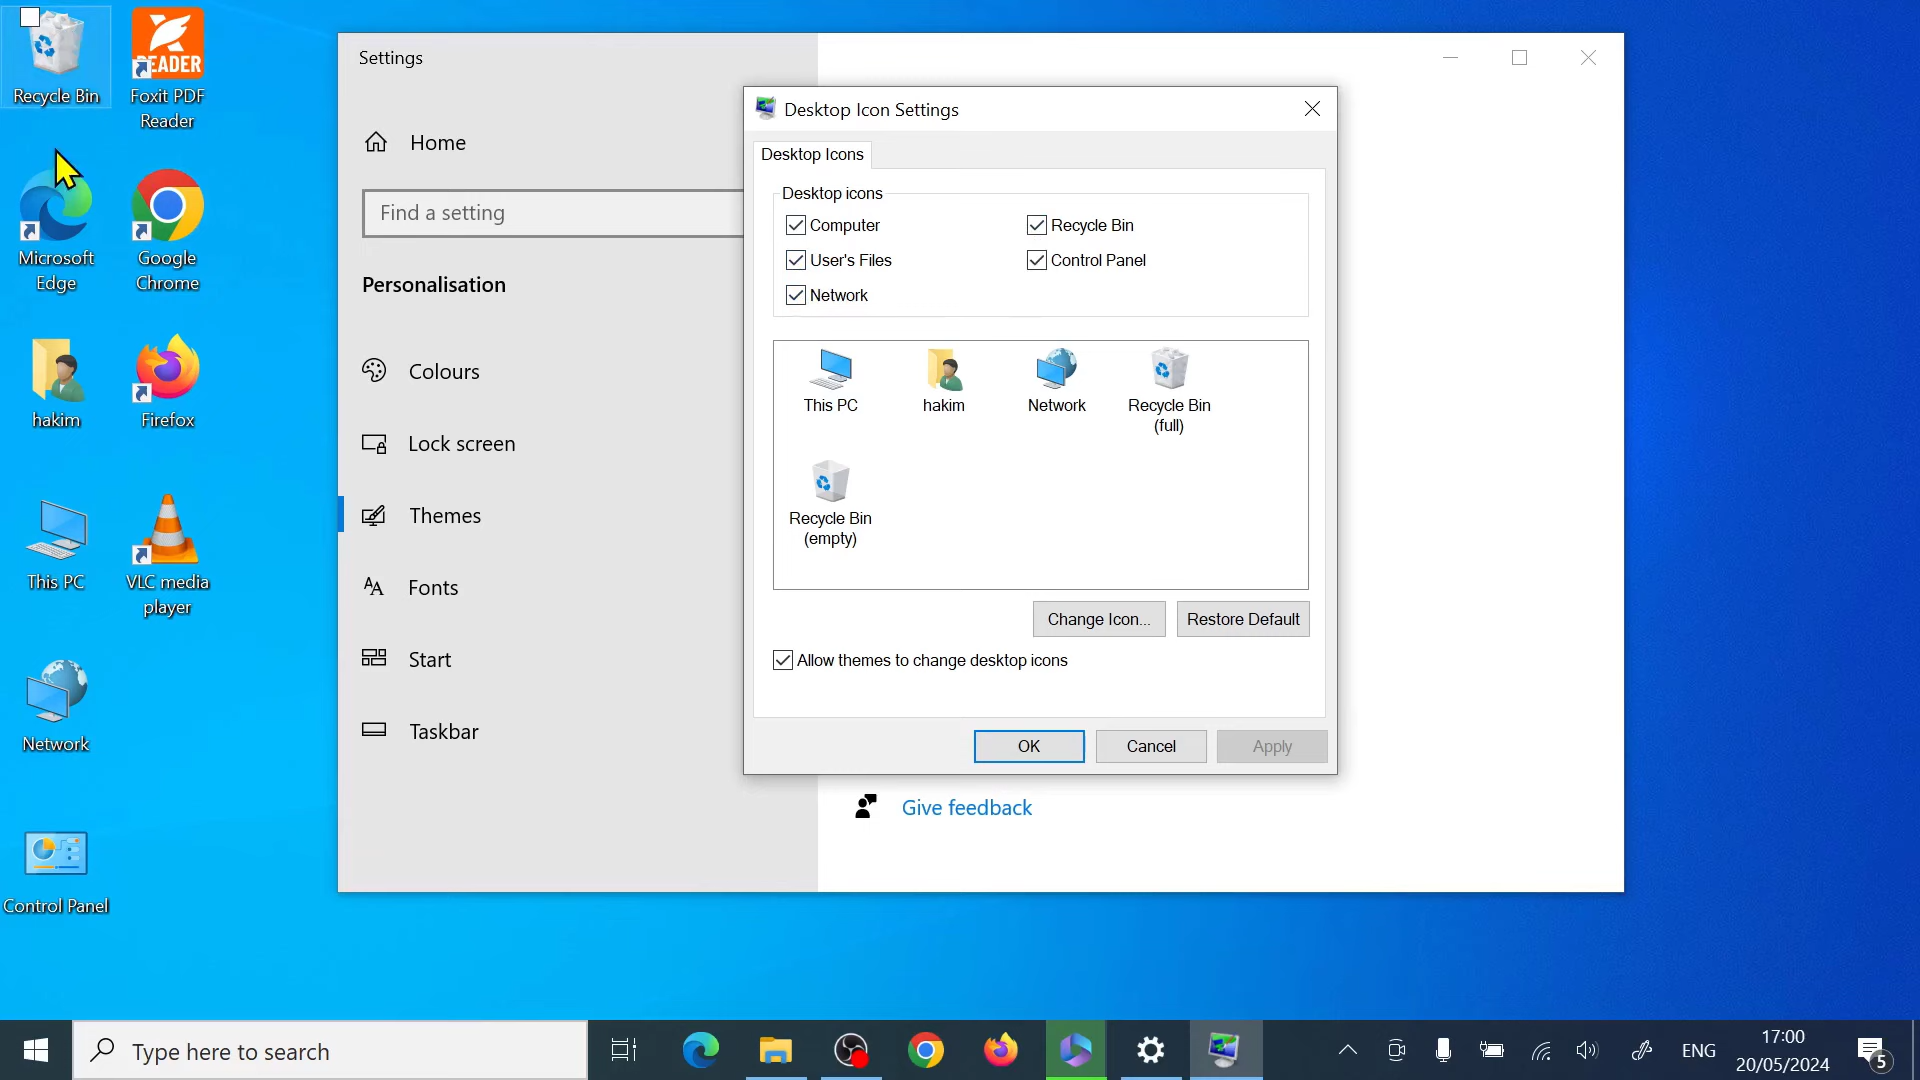 Recycle Bin
READER
Foxit PDF
Reader
Microsoft
Edge
Google
Chrome
hakim
Firefox
This PC
VLC media
player
Network
Control Panel
Settings
Home
Find a setting
Personalisation
Colours
Lock screen
Themes
Fonts
Start
Taskbar
Desktop Icon Settings
Desktop Icons
Desktop icons
Computer
Recycle Bin
User's Files
Control Panel
Network
This PC
hakim
Network
Recycle Bin
(full)
Recycle Bin
(empty)
Change Icon...
Restore Default
Allow themes to change desktop icons
OK
Cancel
Apply
Give feedback
Type here to search
ENG
17:00
20/05/2024
5